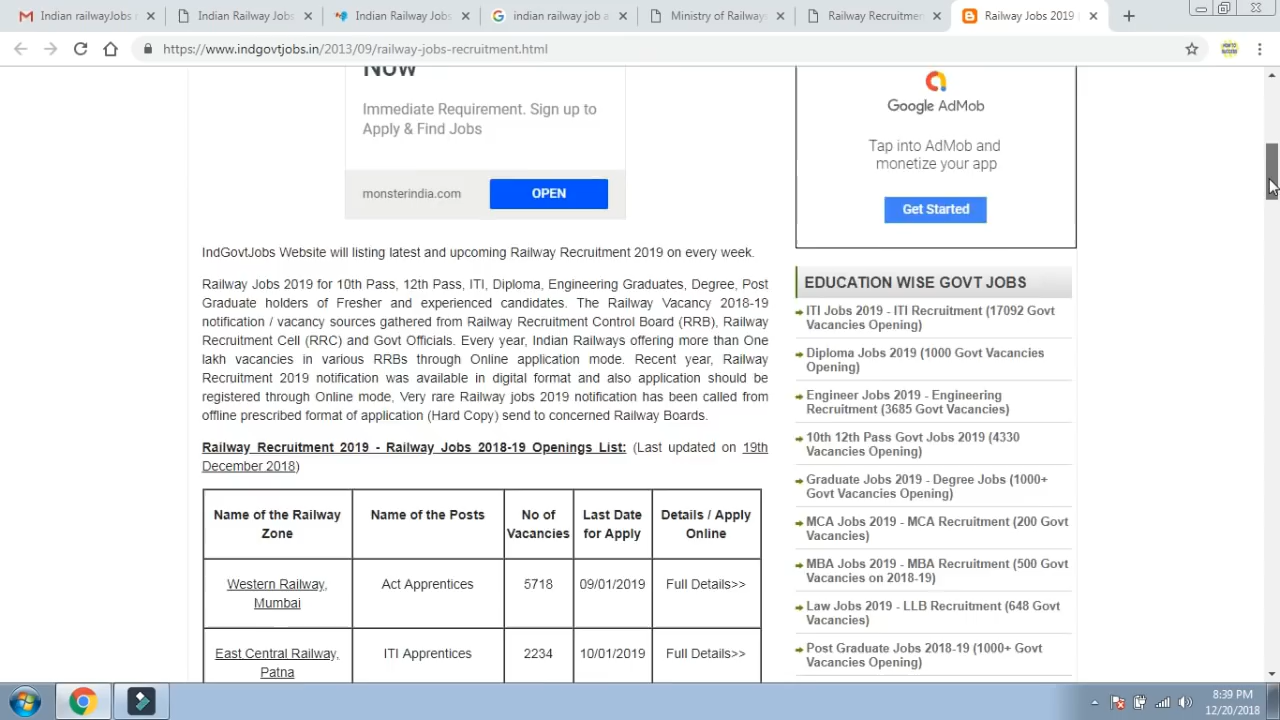 Indian railwayJobs r
Indian Railway Jobs
Indian Railway Jobs
indian railway job a
Ministry of Railway
Railway Recruitmen
Railway Jobs 2019
https://www.indgovtjobs.in/2013/09/railway-jobs-recruitment.html
NOW
Immediate Requirement. Sign up to
Apply & Find Jobs
monsterindia.com
OPEN
Google AdMob
Tap into AdMob and
monetize your app
Get Started
IndGovtJobs Website will listing latest and upcoming Railway Recruitment 2019 on every week.
Railway Jobs 2019 for 10th Pass, 12th Pass, ITI, Diploma, Engineering Graduates, Degree, Post
Graduate holders of Fresher and experienced candidates. The Railway Vacancy 2018-19
notification / vacancy sources gathered from Railway Recruitment Control Board (RRB), Railway
Recruitment Cell (RRC) and Govt Officials. Every year, Indian Railways offering more than One
lakh vacancies in various RRBs through Online application mode. Recent year, Railway
Recruitment 2019 notification was available in digital format and also application should be
registered through Online mode, Very rare Railway jobs 2019 notification has been called from
offline prescribed format of application (Hard Copy) send to concerned Railway Boards.
Railway Recruitment 2019 - Railway Jobs 2018-19 Openings List: (Last updated on 19th
December 2018)
Name of the Railway
Zone
Name of the Posts
No of
Vacancies
Last Date
for Apply
Details / Apply
Online
Western Railway,
Mumbai
Act Apprentices
5718
09/01/2019
Full Details>>
East Central Railway,
Patna
ITI Apprentices
2234
10/01/2019
Full Details>>
EDUCATION WISE GOVT JOBS
ITI Jobs 2019 - ITI Recruitment (17092 Govt
Vacancies Opening)
Diploma Jobs 2019 (1000 Govt Vacancies
Opening)
Engineer Jobs 2019 - Engineering
Recruitment (3685 Govt Vacancies)
10th 12th Pass Govt Jobs 2019 (4330
Vacancies Opening)
Graduate Jobs 2019 - Degree Jobs (1000+
Govt Vacancies Opening)
MCA Jobs 2019 - MCA Recruitment (200 Govt
Vacancies)
MBA Jobs 2019 - MBA Recruitment (500 Govt
Vacancies on 2018-19)
Law Jobs 2019 - LLB Recruitment (648 Govt
Vacancies)
Post Graduate Jobs 2018-19 (1000+ Govt
Vacancies Opening)
8:39 PM
12/20/2018